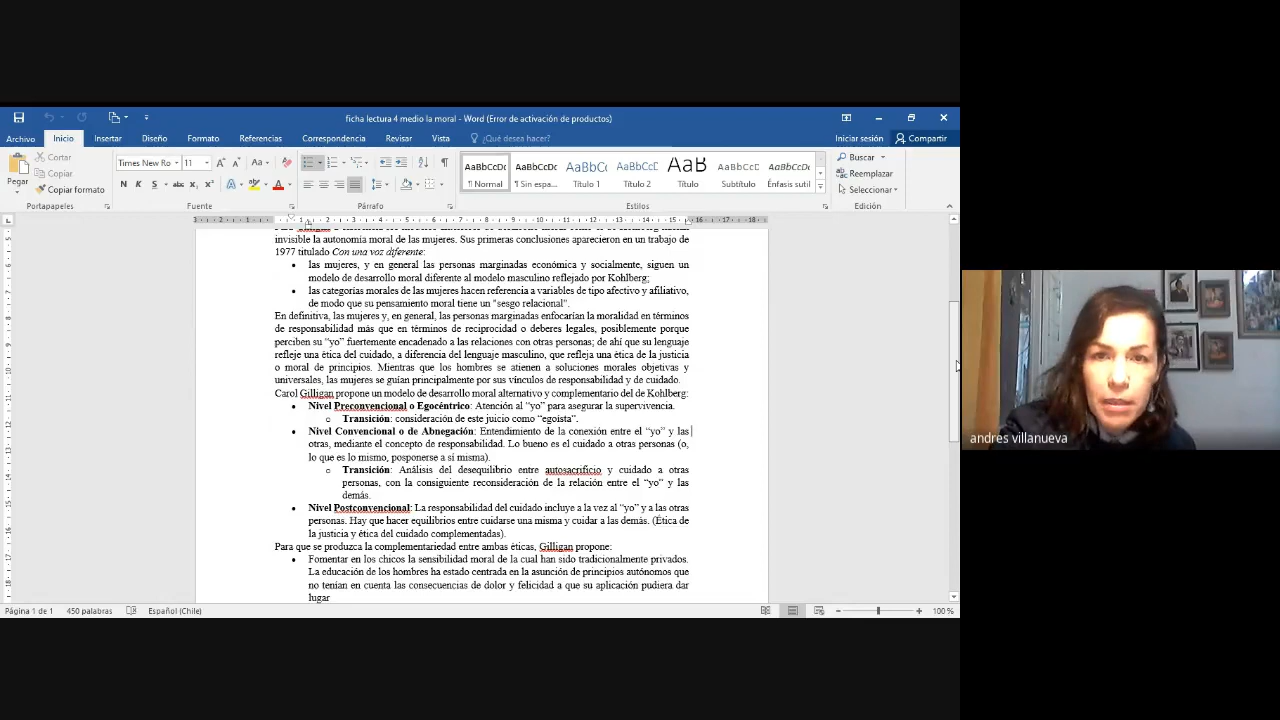 ficha lectura 4 medio la moral - Word (Error de activación de productos)
Archivo Inicio Insertar Diseño Formato Referencias Correspondencia Revisar Vista ¿Qué desea hacer? Iniciar sesión Compartir
Pegar
Cortar
Copiar
Copiar formato
Portapapeles
Times New Ro 11
N K S abc
Fuente
Párrafo
AaBbCcDc AaBbCcDc AaBbCc AaBbCcD AaB AaBbCcD AaBbCcDc
¶ Normal ¶ Sin espa... Título 1 Título 2 Título Subtítulo Énfasis sutil
Estilos
Buscar
Reemplazar
Seleccionar
Edición
invisible la autonomía moral de las mujeres. Sus primeras conclusiones aparecieron en un trabajo de
1977 titulado Con una voz diferente:
• las mujeres, y en general las personas marginadas económica y socialmente, siguen un
modelo de desarrollo moral diferente al modelo masculino reflejado por Kohlberg;
• las categorías morales de las mujeres hacen referencia a variables de tipo afectivo y afiliativo,
de modo que su pensamiento moral tiene un "sesgo relacional".
En definitiva, las mujeres y, en general, las personas marginadas enfocarían la moralidad en términos
de responsabilidad más que en términos de reciprocidad o deberes legales, posiblemente porque
perciben su “yo” fuertemente encadenado a las relaciones con otras personas; de ahí que su lenguaje
refleje una ética del cuidado, a diferencia del lenguaje masculino, que refleja una ética de la justicia
o moral de principios. Mientras que los hombres se atienen a soluciones morales objetivas y
universales, las mujeres se guían principalmente por sus vínculos de responsabilidad y de cuidado.
Carol Gilligan propone un modelo de desarrollo moral alternativo y complementario del de Kohlberg:
• Nivel Preconvencional o Egocéntrico: Atención al “yo” para asegurar la supervivencia.
o Transición: consideración de este juicio como “egoísta”.
• Nivel Convencional o de Abnegación: Entendimiento de la conexión entre el “yo” y las
otras, mediante el concepto de responsabilidad. Lo bueno es el cuidado a otras personas (o,
lo que es lo mismo, posponerse a sí misma).
o Transición: Análisis del desequilibrio entre autosacrificio y cuidado a otras
personas, con la consiguiente reconsideración de la relación entre el “yo” y las
demás.
• Nivel Postconvencional: La responsabilidad del cuidado incluye a la vez al “yo” y a las otras
personas. Hay que hacer equilibrios entre cuidarse una misma y cuidar a las demás. (Ética de
la justicia y ética del cuidado complementadas).
Para que se produzca la complementariedad entre ambas éticas, Gilligan propone:
• Fomentar en los chicos la sensibilidad moral de la cual han sido tradicionalmente privados.
La educación de los hombres ha estado centrada en la asunción de principios autónomos que
no tenían en cuenta las consecuencias de dolor y felicidad a que su aplicación pudiera dar
lugar
Página 1 de 1 450 palabras Español (Chile) 100 %
andres villanueva